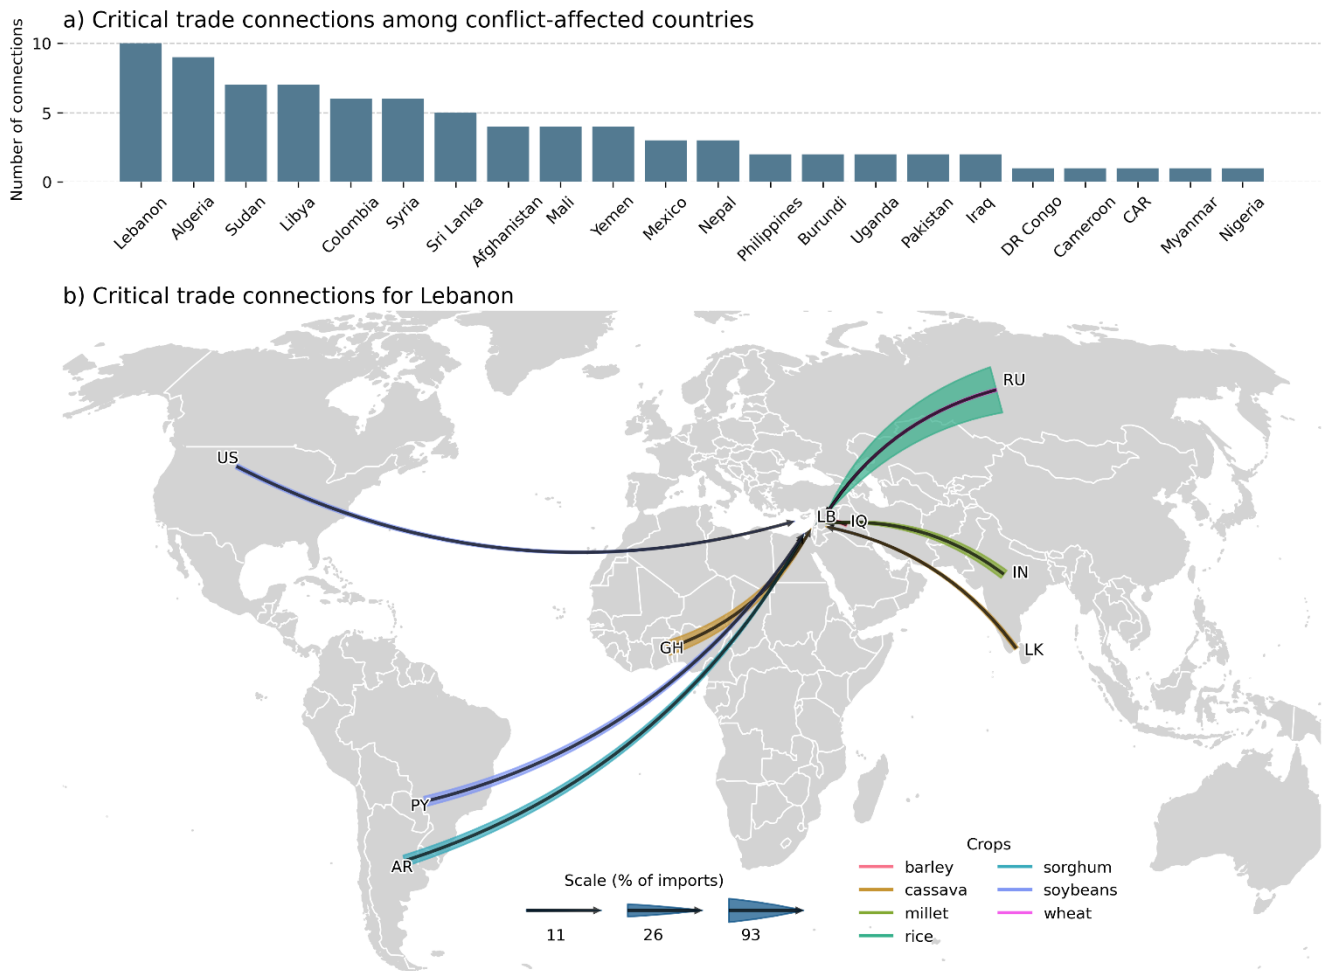 a) Critical trade connections among conflict-affected countries
Number of connections
10
5
0
Lebanon
Algeria
Sudan
Libya
Colombia
Syria
Sri Lanka
Afghanistan
Mali
Yemen
Mexico
Nepal
Philippines
Burundi
Uganda
Pakistan
Iraq
DR Congo
Cameroon
CAR
Myanmar
Nigeria
b) Critical trade connections for Lebanon
RU
US
LB
IQ
IN
GH
LK
PY
AR
Scale (% of imports)
11
26
93
Crops
barley
cassava
millet
rice
sorghum
soybeans
wheat